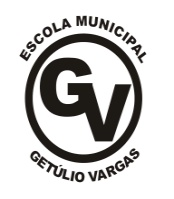 ESCOLA MUNICIPAL
GV
GETÚLIO VARGAS